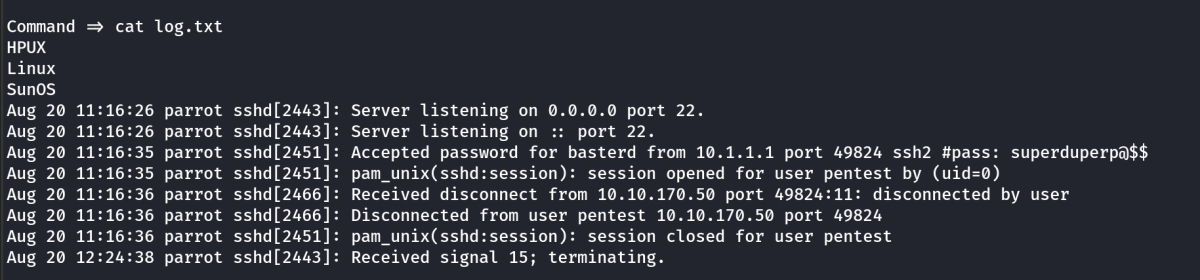 Command => cat log.txt
HPUX
Linux
SunOS
Aug 20 11:16:26 parrot sshd[2443]: Server listening on 0.0.0.0 port 22.
Aug 20 11:16:26 parrot sshd[2443]: Server listening on :: port 22.
Aug 20 11:16:35 parrot sshd[2451]: Accepted password for basterd from 10.1.1.1 port 49824 ssh2 #pass: superduperp@$$
Aug 20 11:16:35 parrot sshd[2451]: pam_unix(sshd:session): session opened for user pentest by (uid=0)
Aug 20 11:16:36 parrot sshd[2466]: Received disconnect from 10.10.170.50 port 49824:11: disconnected by user
Aug 20 11:16:36 parrot sshd[2466]: Disconnected from user pentest 10.10.170.50 port 49824
Aug 20 11:16:36 parrot sshd[2451]: pam_unix(sshd:session): session closed for user pentest
Aug 20 12:24:38 parrot sshd[2443]: Received signal 15; terminating.